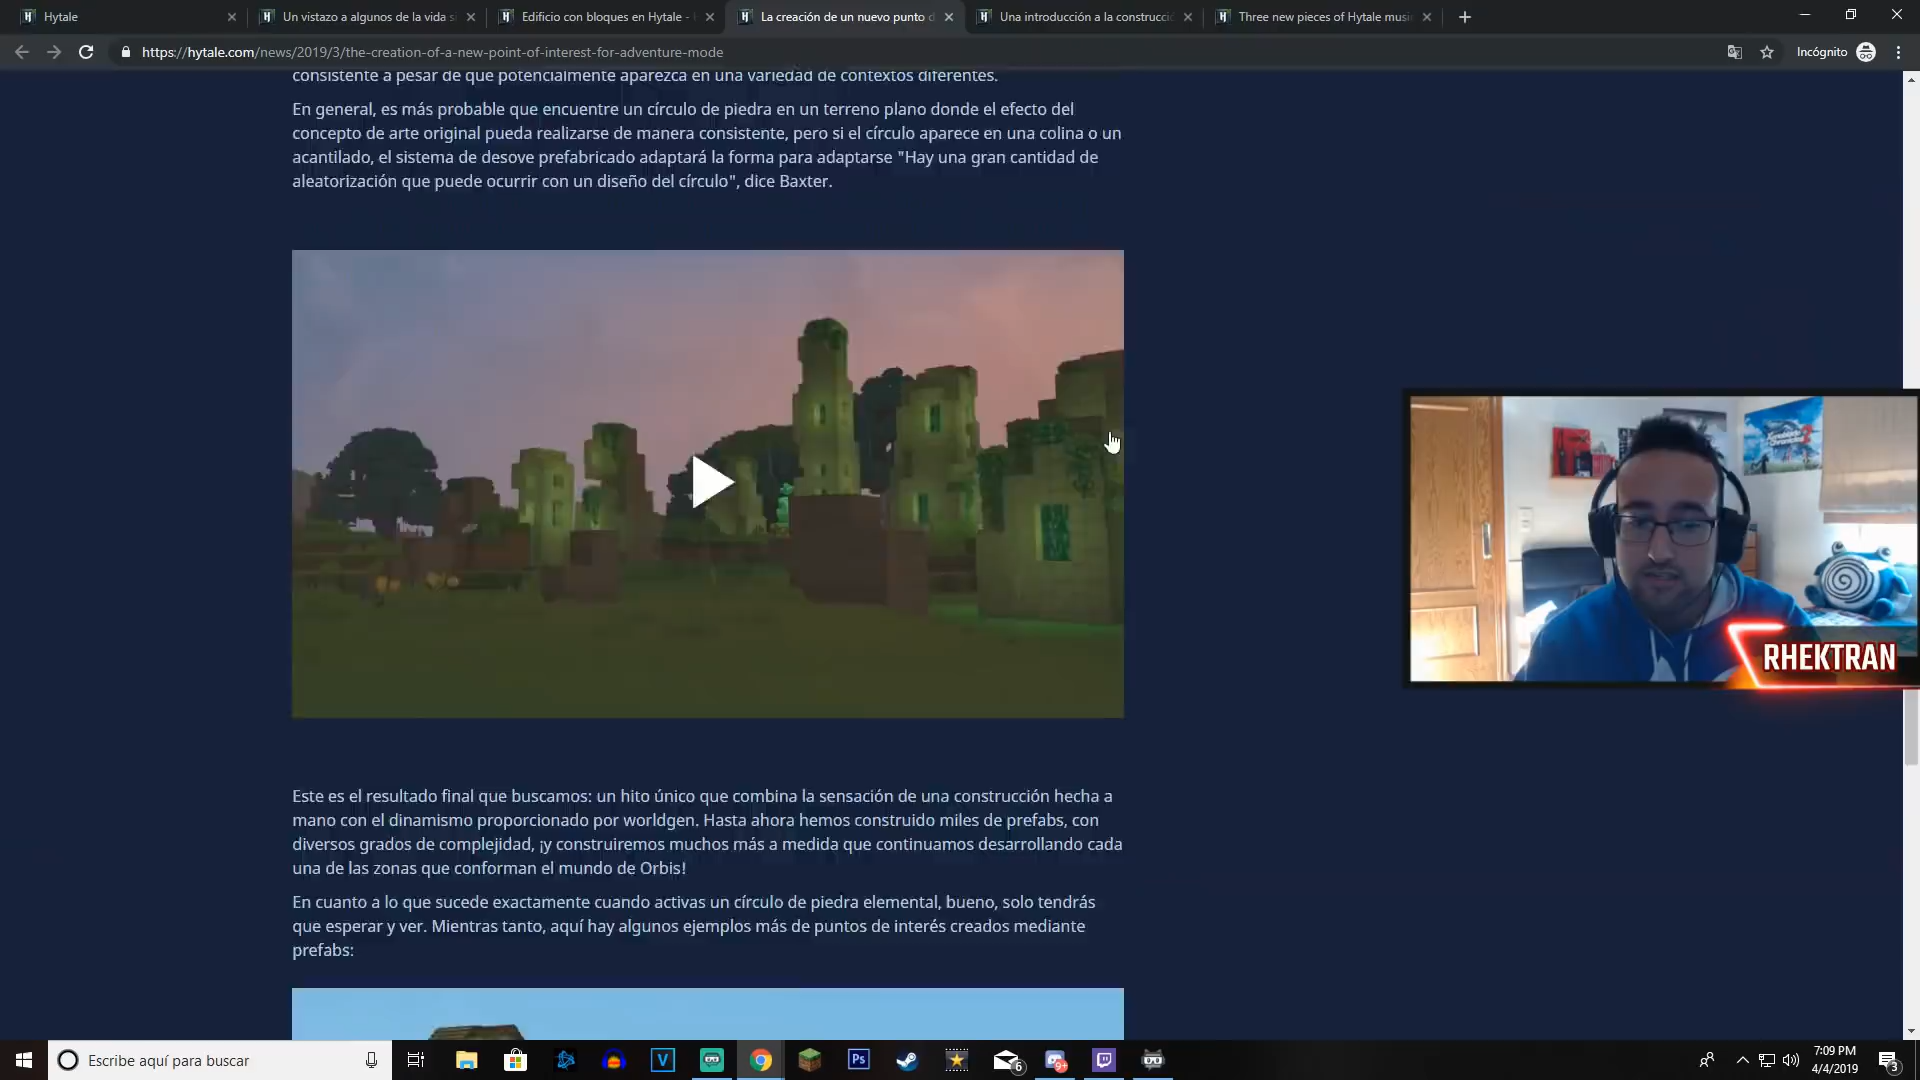 Hytale
Un vistazo a algunos de la vida s
Edificio con bloques en Hytale -
La creación de un nuevo punto d
Una introducción a la construcci
Three new pieces of Hytale musi
https://hytale.com/news/2019/3/the-creation-of-a-new-point-of-interest-for-adventure-mode
Incógnito
consistente a pesar de que potencialmente aparezca en una variedad de contextos diferentes.
En general, es más probable que encuentre un círculo de piedra en un terreno plano donde el efecto del
concepto de arte original pueda realizarse de manera consistente, pero si el círculo aparece en una colina o un
acantilado, el sistema de desove prefabricado adaptará la forma para adaptarse "Hay una gran cantidad de
aleatorización que puede ocurrir con un diseño del círculo", dice Baxter.
RHEKTRAN
Este es el resultado final que buscamos: un hito único que combina la sensación de una construcción hecha a
mano con el dinamismo proporcionado por worldgen. Hasta ahora hemos construido miles de prefabs, con
diversos grados de complejidad, ¡y construiremos muchos más a medida que continuamos desarrollando cada
una de las zonas que conforman el mundo de Orbis!
En cuanto a lo que sucede exactamente cuando activas un círculo de piedra elemental, bueno, solo tendrás
que esperar y ver. Mientras tanto, aquí hay algunos ejemplos más de puntos de interés creados mediante
prefabs:
Escribe aquí para buscar
V
Ps
6
9+
7:09 PM
4/4/2019
3